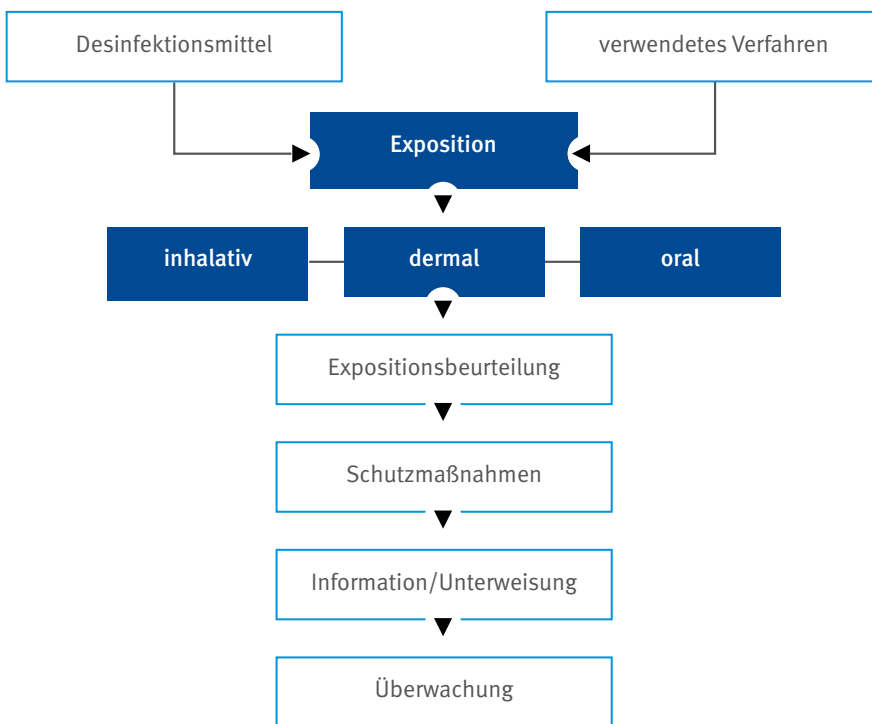 Desinfektionsmittel
verwendetes Verfahren
Exposition
inhalativ
dermal
oral
Expositionsbeurteilung
Schutzmaßnahmen
Information/Unterweisung
Überwachung